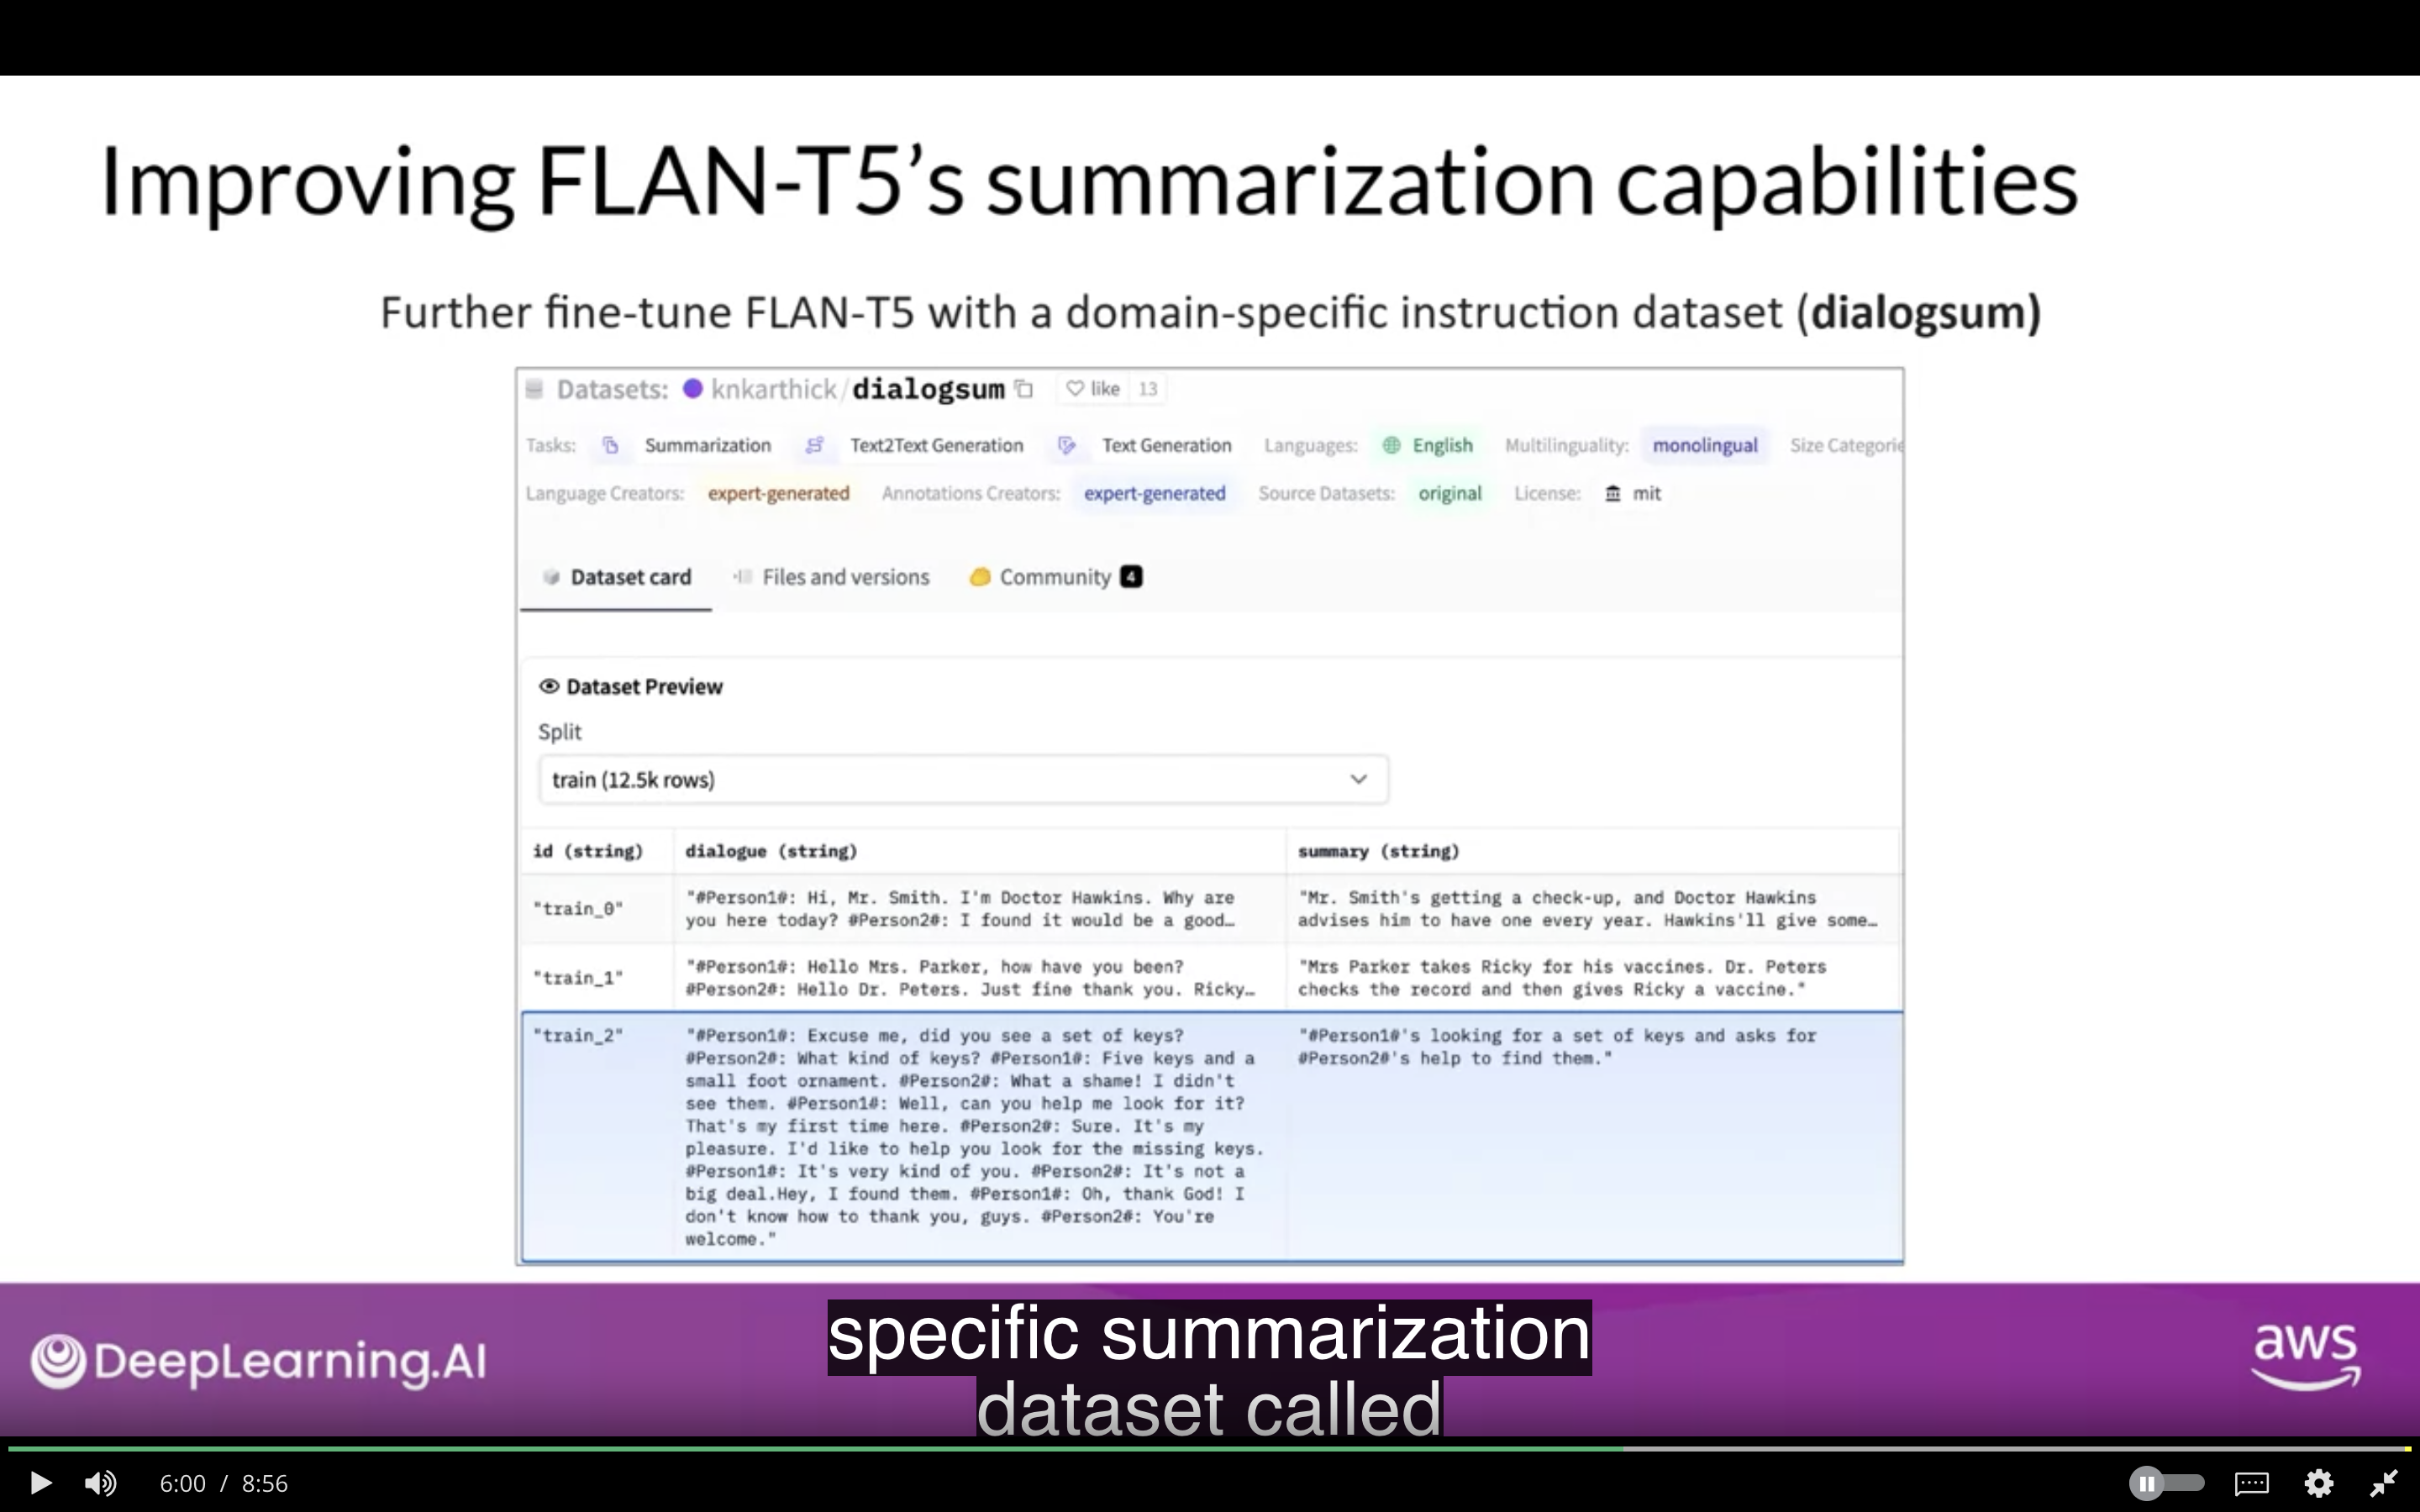 Improving FLAN-T5's summarization capabilities
Further fine-tune FLAN-T5 with a domain-specific instruction dataset (dialogsum)
Datasets: knkarthick/dialogsum like 13
Tasks: Summarization Text2Text Generation Text Generation Languages: English Multilinguality: monolingual Size Categorie
Language Creators: expert-generated Annotations Creators: expert-generated Source Datasets: original License: mit
Dataset card Files and versions Community 4
Dataset Preview
Split
train (12.5k rows)
id (string) dialogue (string) summary (string)
"train_0"
"#Person1#: Hi, Mr. Smith. I'm Doctor Hawkins. Why are
you here today? #Person2#: I found it would be a good…
"Mr. Smith's getting a check-up, and Doctor Hawkins
advises him to have one every year. Hawkins'll give some…
"train_1"
"#Person1#: Hello Mrs. Parker, how have you been?
#Person2#: Hello Dr. Peters. Just fine thank you. Ricky…
"Mrs Parker takes Ricky for his vaccines. Dr. Peters
checks the record and then gives Ricky a vaccine."
"train_2"
"#Person1#: Excuse me, did you see a set of keys?
#Person2#: What kind of keys? #Person1#: Five keys and a
small foot ornament. #Person2#: What a shame! I didn't
see them. #Person1#: Well, can you help me look for it?
That's my first time here. #Person2#: Sure. It's my
pleasure. I'd like to help you look for the missing keys.
#Person1#: It's very kind of you. #Person2#: It's not a
big deal.Hey, I found them. #Person1#: Oh, thank God! I
don't know how to thank you, guys. #Person2#: You're
welcome."
"#Person1#'s looking for a set of keys and asks for
#Person2#'s help to find them."
DeepLearning.AI
specific summarization
dataset called
aws
6:00 / 8:56